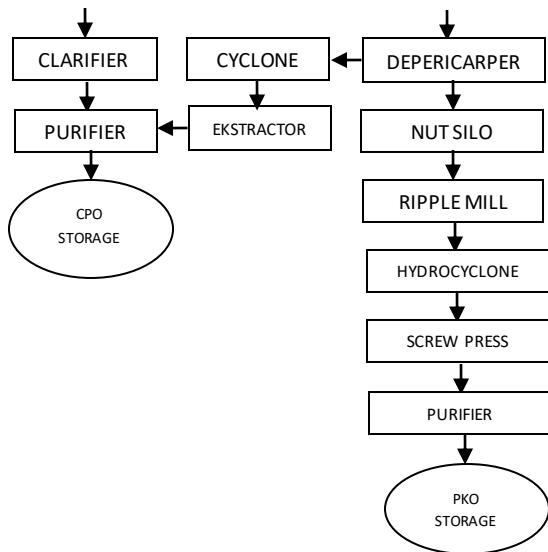 CLARIFIER
CYCLONE
DEPERICARPER
PURIFIER
EKSTRACTOR
NUT SILO
CPO
STORAGE
RIPPLE MILL
HYDROCYCLONE
SCREW PRESS
PURIFIER
PKO
STORAGE